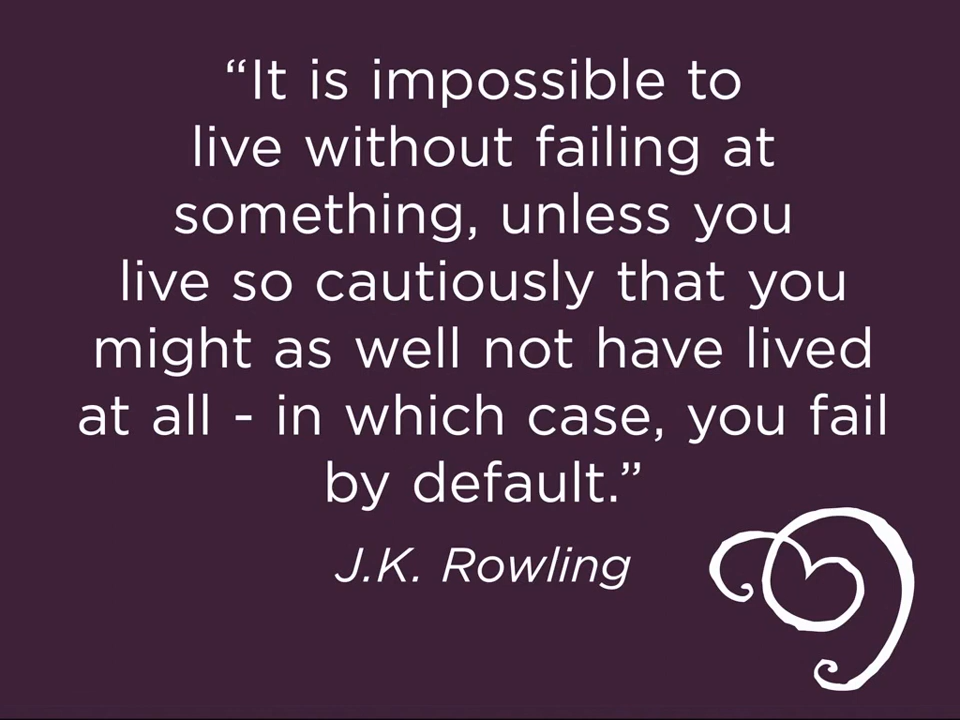 “It is impossible to
live without failing at
something, unless you
live so cautiously that you
might as well not have lived
at all - in which case, you fail
by default.”
J.K. Rowling